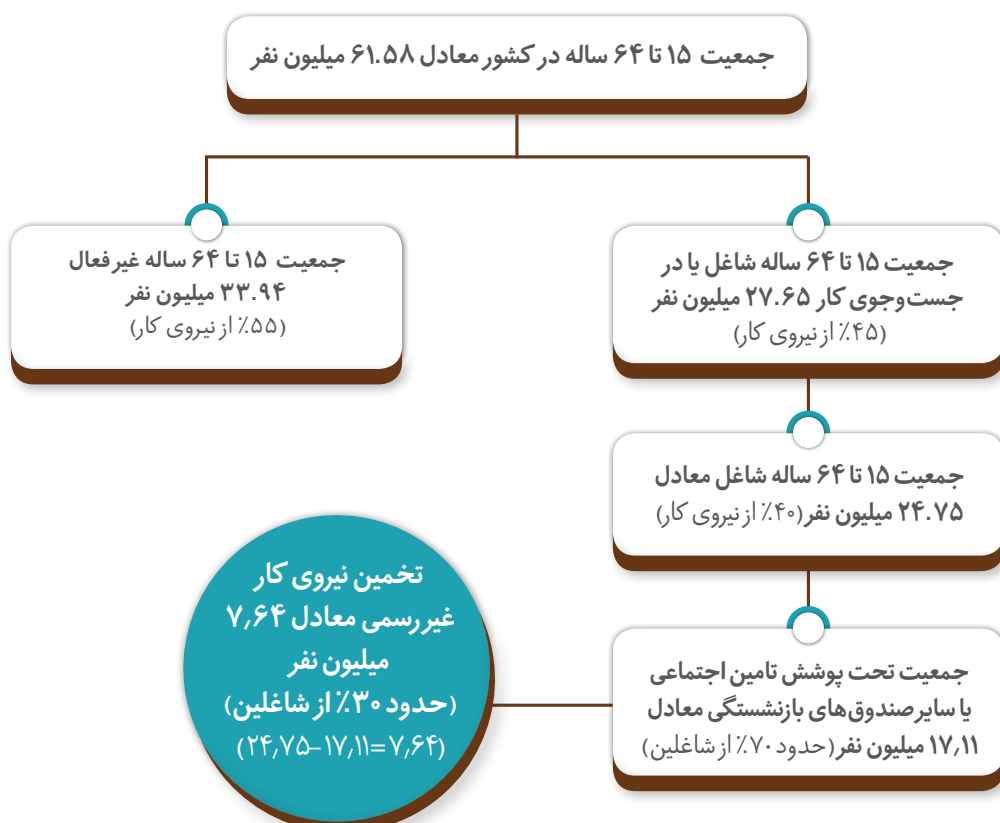 جمعیت ۱۵ تا ۶۴ ساله در کشور معادل ۶۱.۵۸ میلیون نفر
جمعیت ۱۵ تا ۶۴ ساله شاغل یا در
جست‌وجوی کار ۲۷.۶۵ میلیون نفر
(۴۵٪ از نیروی کار)
جمعیت ۱۵ تا ۶۴ ساله غیرفعال
۳۳.۹۴ میلیون نفر
(۵۵٪ از نیروی کار)
جمعیت ۱۵ تا ۶۴ ساله شاغل معادل
۲۴.۷۵ میلیون نفر (۴۰٪ از نیروی کار)
جمعیت تحت پوشش تامین اجتماعی
یا سایر صندوق‌های بازنشستگی معادل
۱۷,۱۱ میلیون نفر (حدود ۷۰٪ از شاغلین)
تخمین نیروی کار
غیررسمی معادل ۷,۶۴
میلیون نفر
(حدود ۳۰٪ از شاغلین)
(۲۴,۷۵-۱۷,۱۱=۷,۶۴)